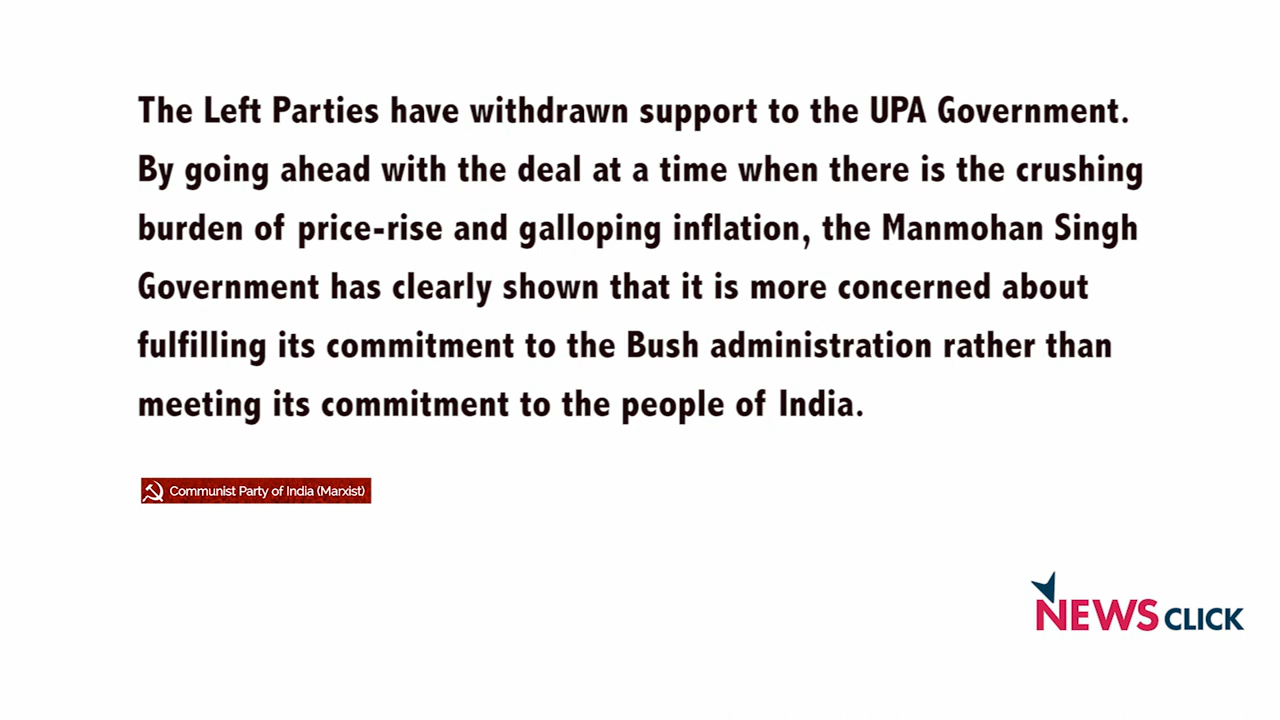 The Left Parties have withdrawn support to the UPA Government.
By going ahead with the deal at a time when there is the crushing
burden of price-rise and galloping inflation, the Manmohan Singh
Government has clearly shown that it is more concerned about
fulfilling its commitment to the Bush administration rather than
meeting its commitment to the people of India.
Communist Party of India (Marxist)
NEWSCLICK